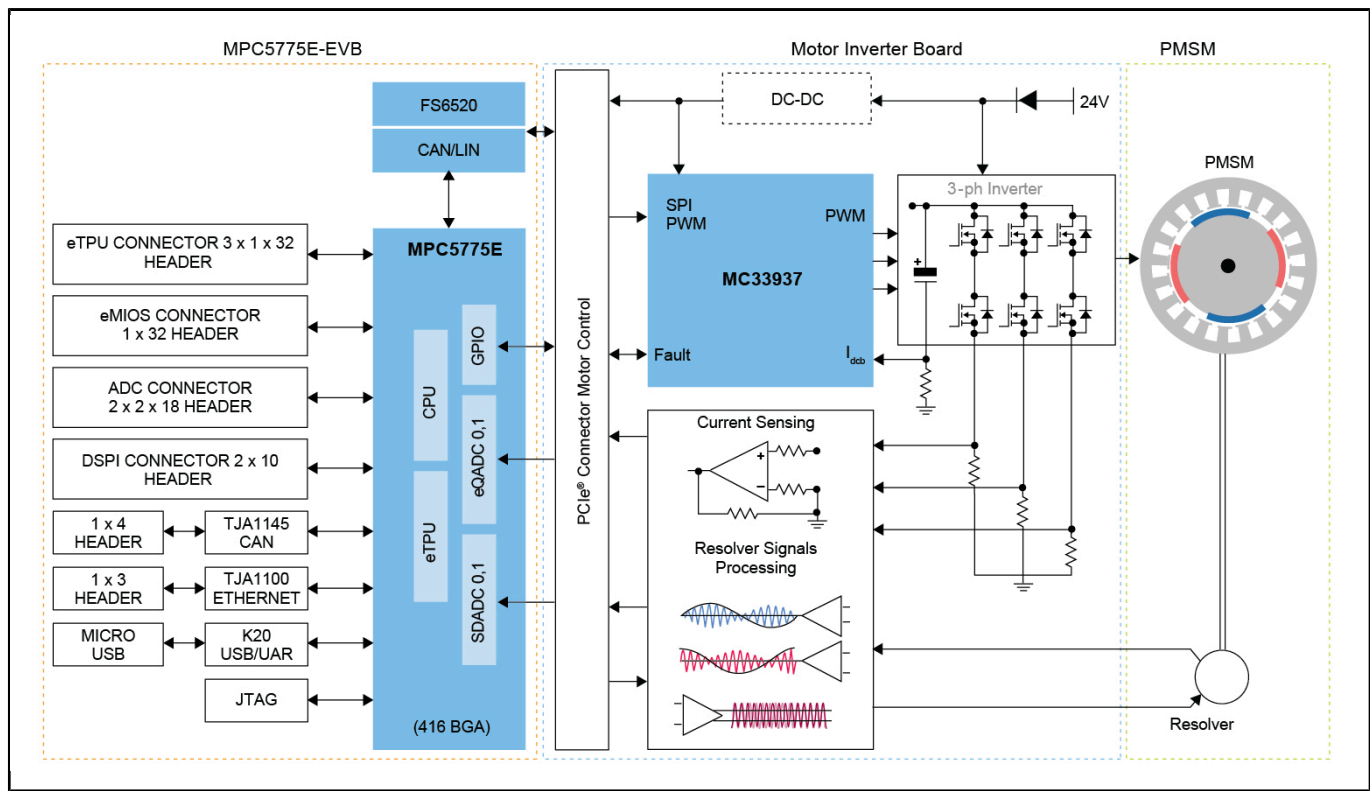 MPC5775E-EVB
Motor Inverter Board
PMSM
FS6520
CAN/LIN
eTPU CONNECTOR 3 x 1 x 32
HEADER
eMIOS CONNECTOR
1 x 32 HEADER
ADC CONNECTOR
2 x 2 x 18 HEADER
DSPI CONNECTOR 2 x 10
HEADER
1 x 4
HEADER
TJA1145
CAN
1 x 3
HEADER
TJA1100
ETHERNET
MICRO
USB
K20
USB/UAR
JTAG
MPC5775E
CPU
eTPU
GPIO
eQADC 0,1
SDADC 0,1
(416 BGA)
PCIe® Connector Motor Control
DC-DC
24V
SPI
PWM
PWM
MC33937
Fault
Idcb
3-ph Inverter
+
Current Sensing
+
–
Resolver Signals
Processing
PMSM
Resolver